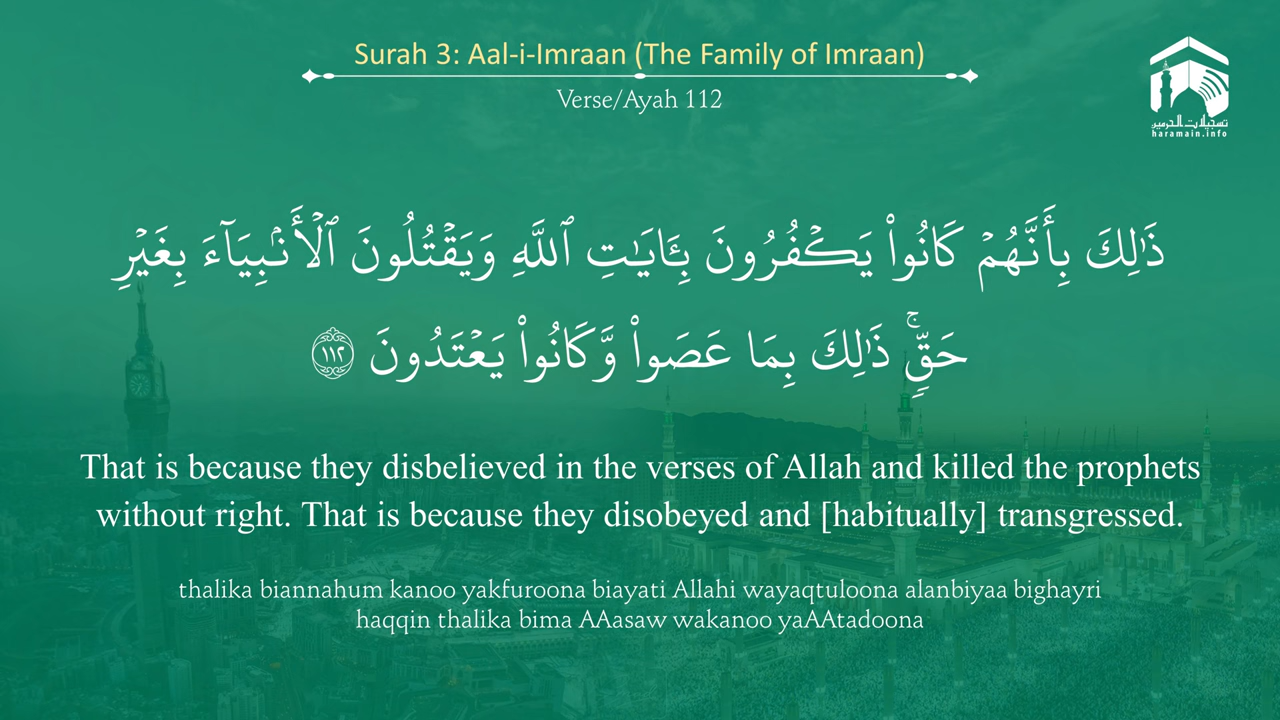 Surah 3: Aal-i-Imraan (The Family of Imraan)
Verse/Ayah 112
تسجيلات الحرمين
haramain.info
ذَٰلِكَ بِأَنَّهُمۡ كَانُواْ يَكۡفُرُونَ بِـَٔايَٰتِ ٱللَّهِ وَيَقۡتُلُونَ ٱلۡأَنۢبِيَآءَ بِغَيۡرِ
حَقّٖۚ ذَٰلِكَ بِمَا عَصَواْ وَّكَانُواْ يَعۡتَدُونَ ١١٢
That is because they disbelieved in the verses of Allah and killed the prophets
without right. That is because they disobeyed and [habitually] transgressed.
thalika biannahum kanoo yakfuroona biayati Allahi wayaqtuloona alanbiyaa bighayri
haqqin thalika bima AAasaw wakanoo yaAAtadoona